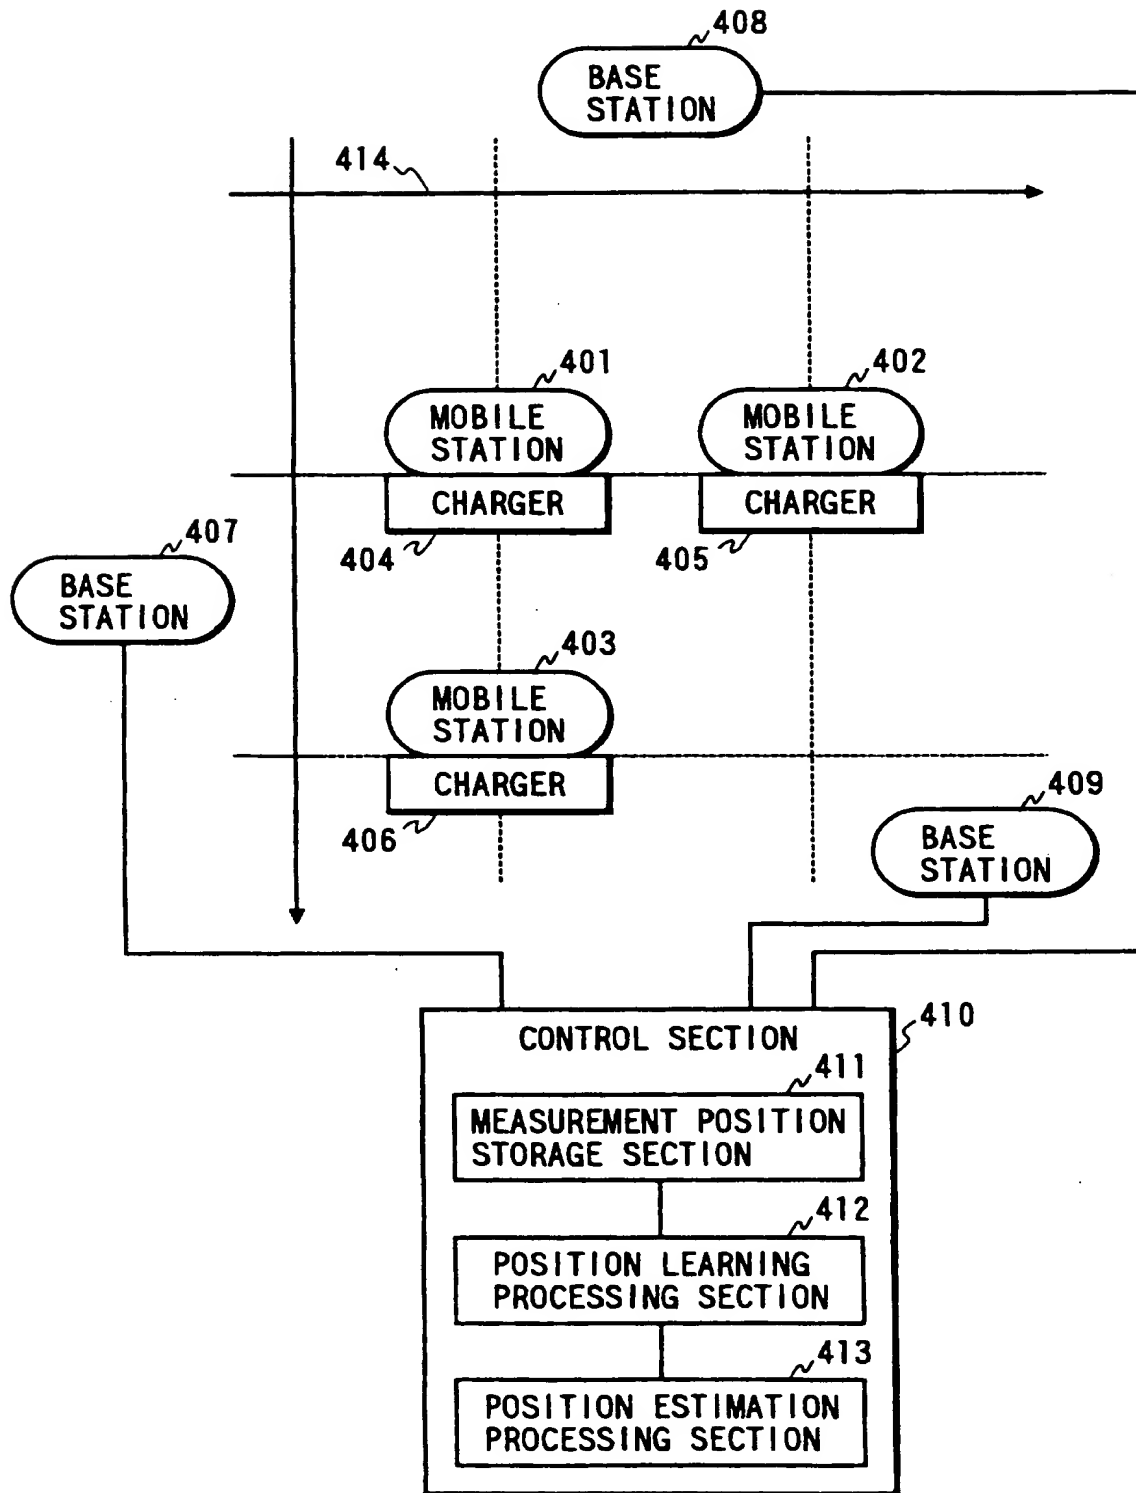 408
BASE
STATION
414
401
402
MOBILE
STATION
MOBILE
STATION
CHARGER
CHARGER
407
404
405
BASE
STATION
403
MOBILE
STATION
CHARGER
409
406
BASE
STATION
410
CONTROL SECTION
411
MEASUREMENT POSITION
STORAGE SECTION
412
POSITION LEARNING
PROCESSING SECTION
413
POSITION ESTIMATION
PROCESSING SECTION